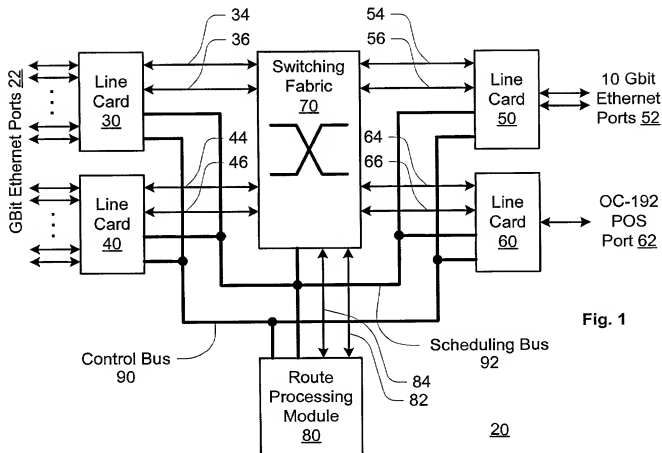 34
36
54
56
GBit Ethernet Ports 22
Line
Card
30
Switching
Fabric
70
Line
Card
50
10 Gbit
Ethernet
Ports 52
44
46
64
66
Line
Card
40
Line
Card
60
OC-192
POS
Port 62
Fig. 1
Control Bus
90
Scheduling Bus
92
Route
Processing
Module
80
84
82
20